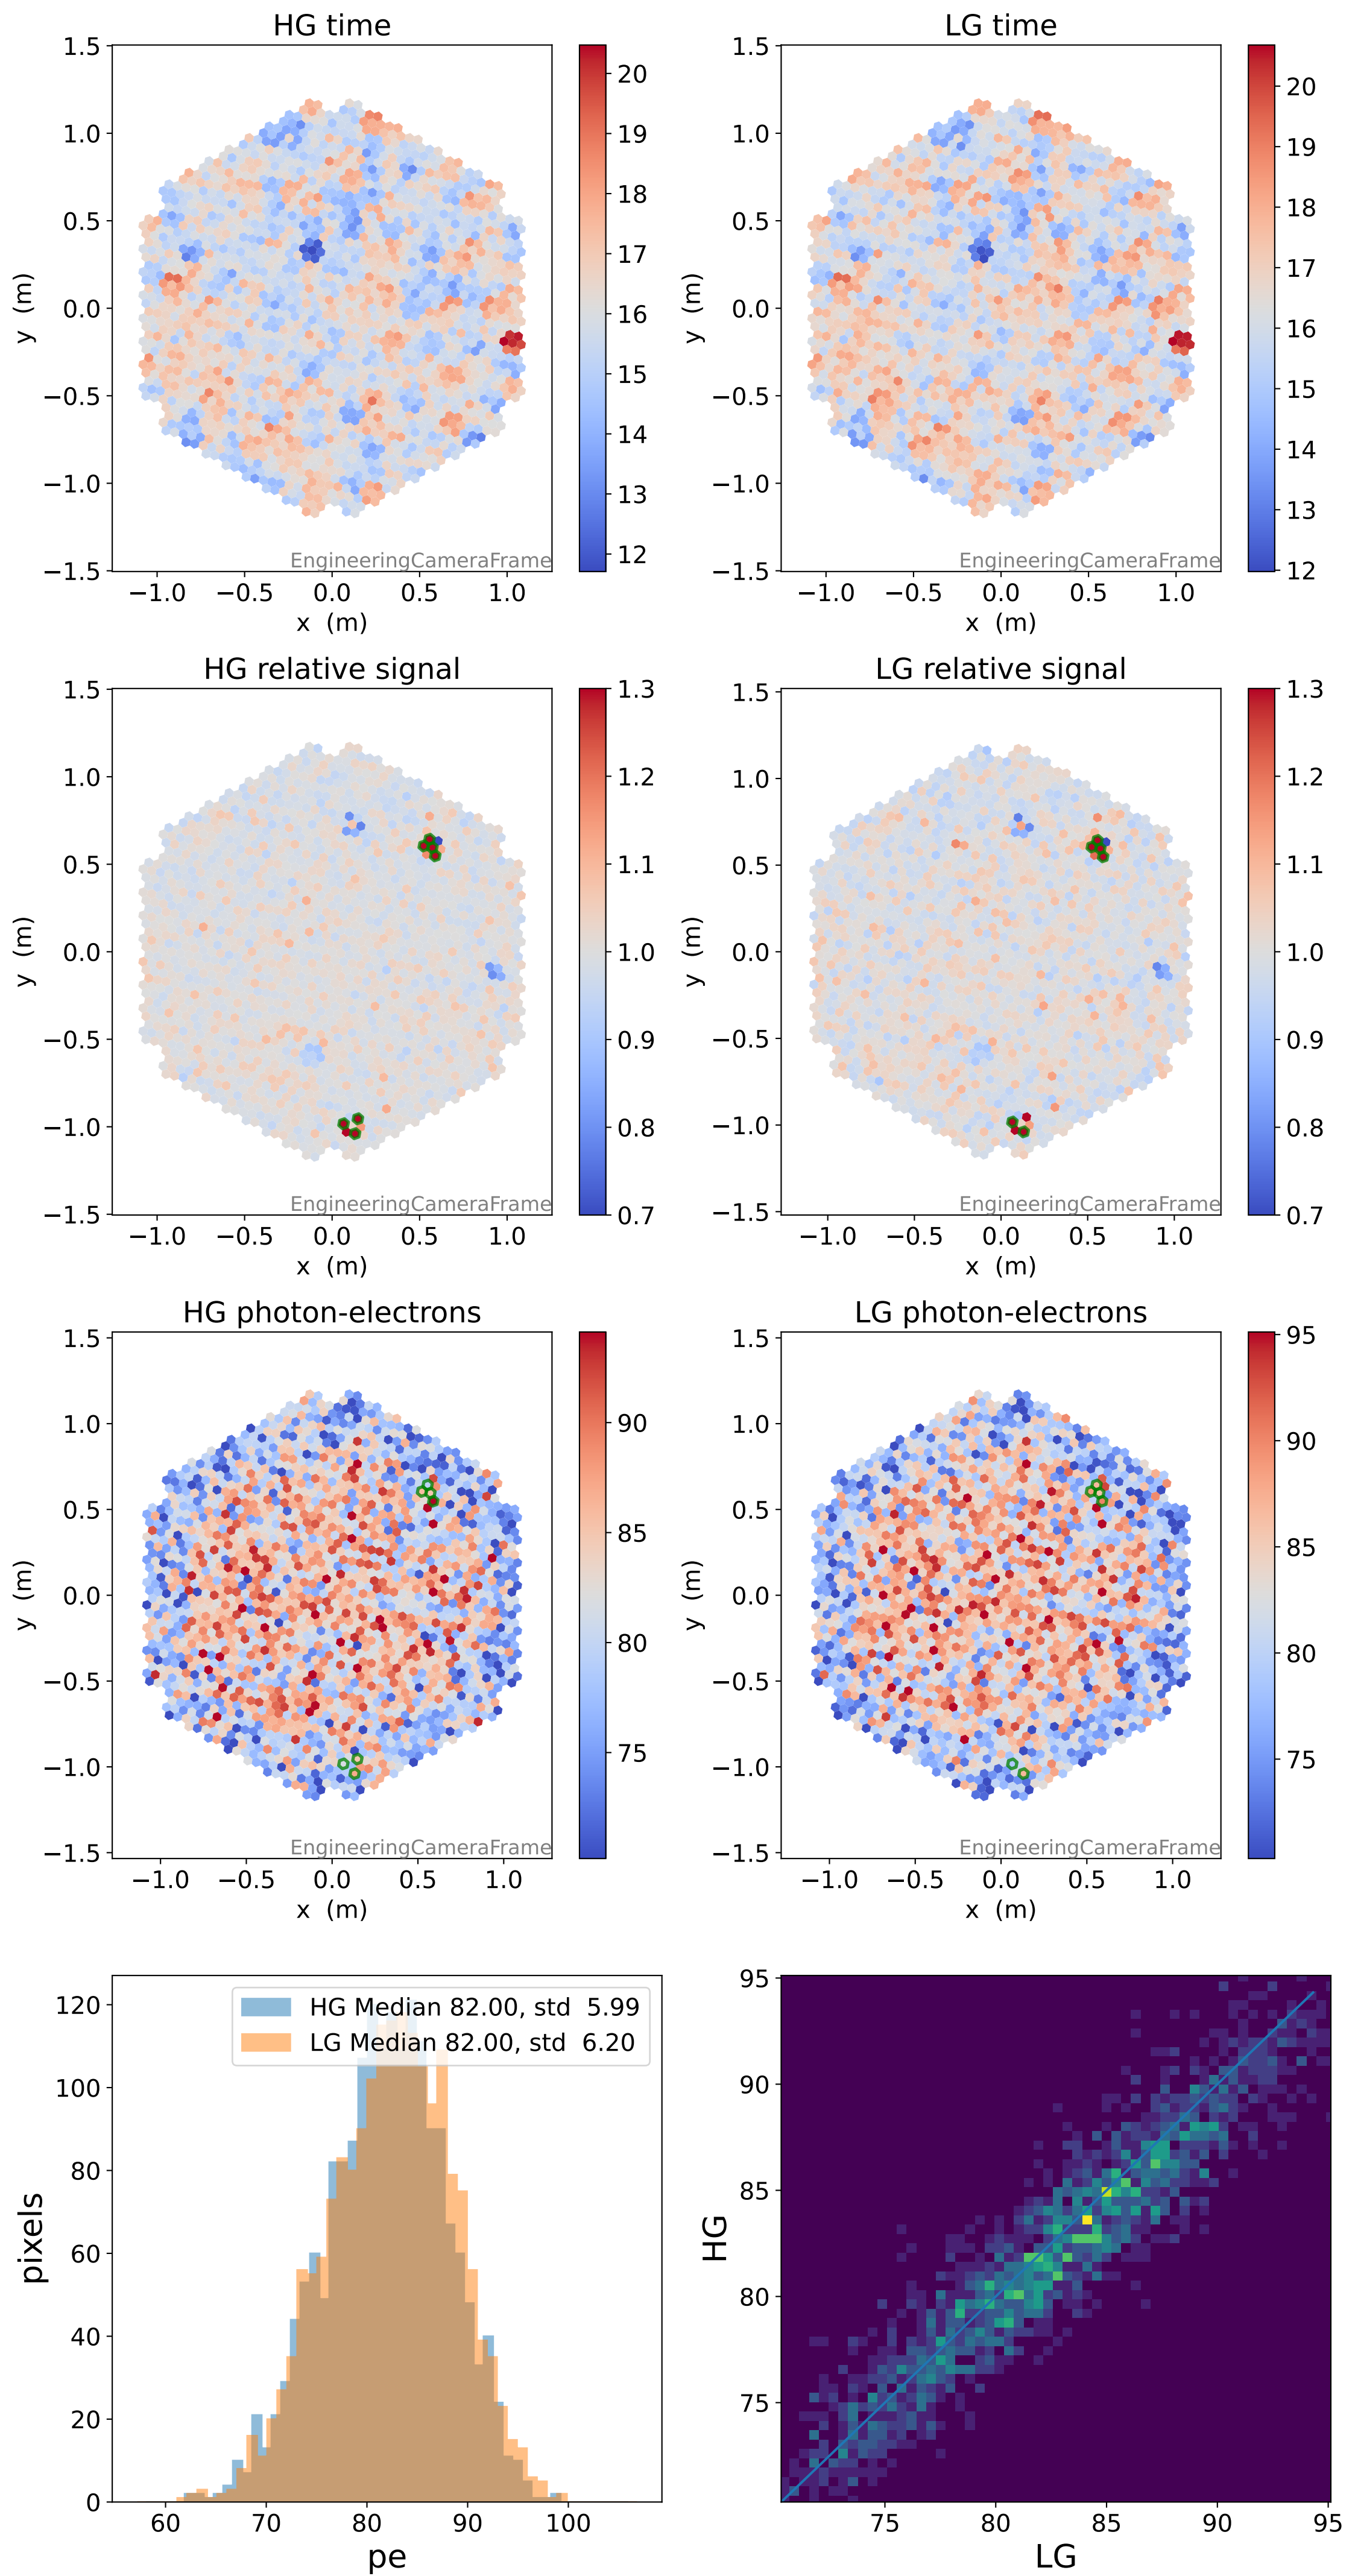 HG time
LG time
1.5
1.0
0.5
0.0
−0.5
−1.0
−1.5
y (m)
−1.0 −0.5 0.0 0.5 1.0
x (m)
EngineeringCameraFrame
20
19
18
17
16
15
14
13
12
1.5
1.0
0.5
0.0
−0.5
−1.0
−1.5
y (m)
−1.0 −0.5 0.0 0.5 1.0
x (m)
EngineeringCameraFrame
20
19
18
17
16
15
14
13
12
HG relative signal
LG relative signal
1.5
1.0
0.5
0.0
−0.5
−1.0
−1.5
y (m)
−1.0 −0.5 0.0 0.5 1.0
x (m)
EngineeringCameraFrame
1.3
1.2
1.1
1.0
0.9
0.8
0.7
1.5
1.0
0.5
0.0
−0.5
−1.0
−1.5
y (m)
−1.0 −0.5 0.0 0.5 1.0
x (m)
EngineeringCameraFrame
1.3
1.2
1.1
1.0
0.9
0.8
0.7
HG photon-electrons
LG photon-electrons
1.5
1.0
0.5
0.0
−0.5
−1.0
−1.5
y (m)
−1.0 −0.5 0.0 0.5 1.0
x (m)
EngineeringCameraFrame
90
85
80
75
1.5
1.0
0.5
0.0
−0.5
−1.0
−1.5
y (m)
−1.0 −0.5 0.0 0.5 1.0
x (m)
EngineeringCameraFrame
95
90
85
80
75
HG Median 82.00, std 5.99
LG Median 82.00, std 6.20
120
100
80
60
40
20
0
pixels
60 70 80 90 100
pe
95
90
85
80
75
HG
75 80 85 90 95
LG